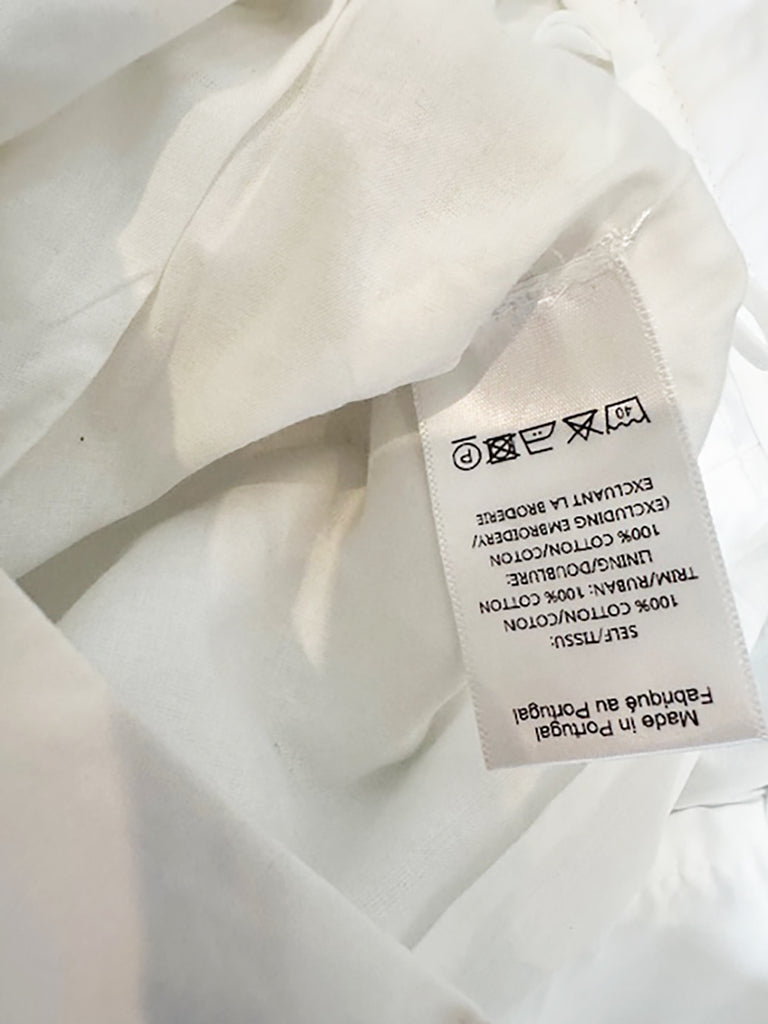 Made in Portugal
Fabriqué au Portugal
SELF/TISSU:
100% COTTON/COTON
TRIM/RUBAN: 100% COTTON
LINING/DOUBLURE:
100% COTTON/COTON
(EXCLUDING EMBROIDERY/
EXCLUANT LA BRODERIE
40
P